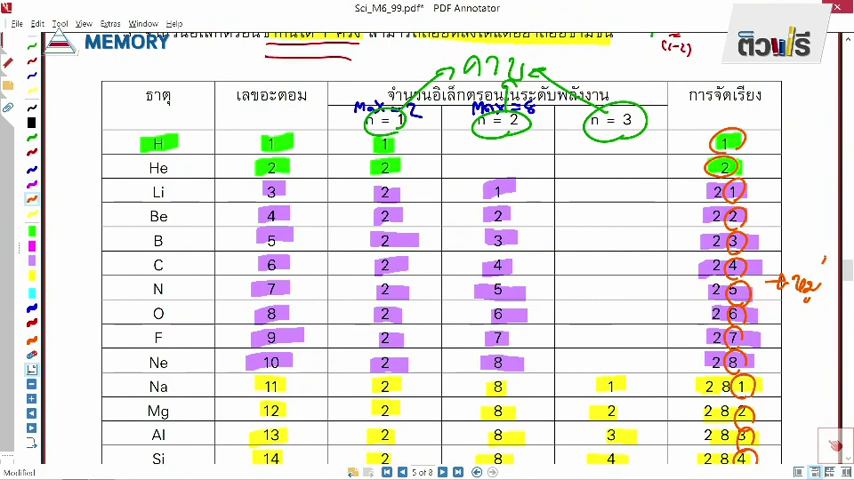 Sci_M6_99.pdf* - PDF Annotator
File Edit Tools View Extras Window Help
MEMORY
(1-2)
ติวฟรี
คาบ
ธาตุ เลขอะตอม จำนวนอิเล็กตรอนในระดับพลังงาน การจัดเรียง
Max = 2 Max = 8
n = 1 n = 2 n = 3
H 1 1 1
He 2 2 2
Li 3 2 1 2 1
Be 4 2 2 2 2
B 5 2 3 2 3
C 6 2 4 2 4
N 7 2 5 2 5
O 8 2 6 2 6
F 9 2 7 2 7
Ne 10 2 8 2 8
Na 11 2 8 1 2 8 1
Mg 12 2 8 2 2 8 2
Al 13 2 8 3 2 8 3
Si 14 2 8 4 2 8 4
Modified
5 of 8